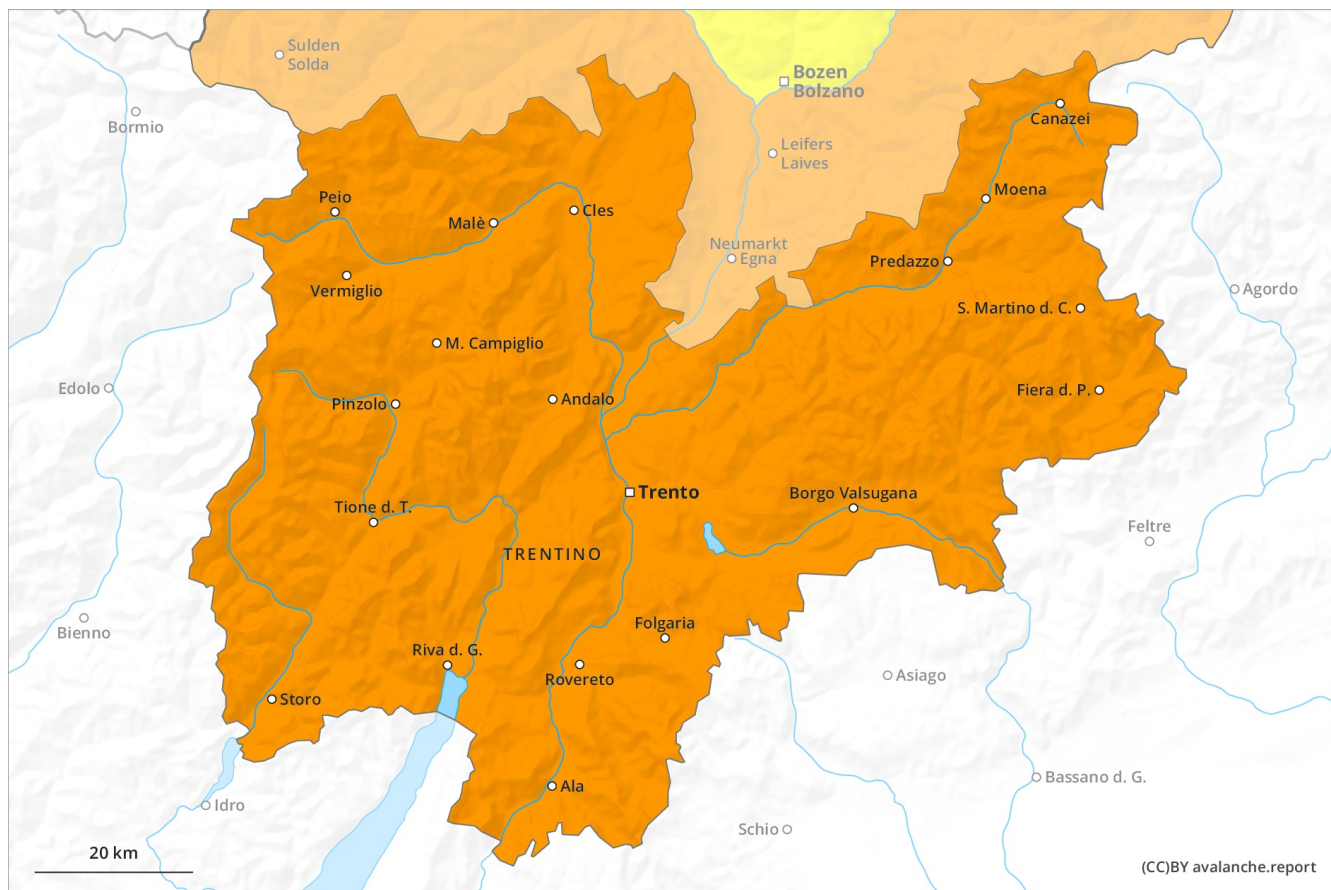 Sulden
Solda
Bozen
Bolzano
Bormio
Canazei
Leifers
Laives
Peio
Moena
Malè
Cles
Neumarkt
Egna
Predazzo
Vermiglio
Agordo
S. Martino d. C.
M. Campiglio
Edolo
Fiera d. P.
Andalo
Pinzolo
Trento
Borgo Valsugana
Tione d. T.
Feltre
TRENTINO
Folgaria
Bienno
Riva d. G.
Asiago
Rovereto
Storo
Bassano d. G.
Ala
Idro
Schio
20 km
(CC)BY avalanche.report